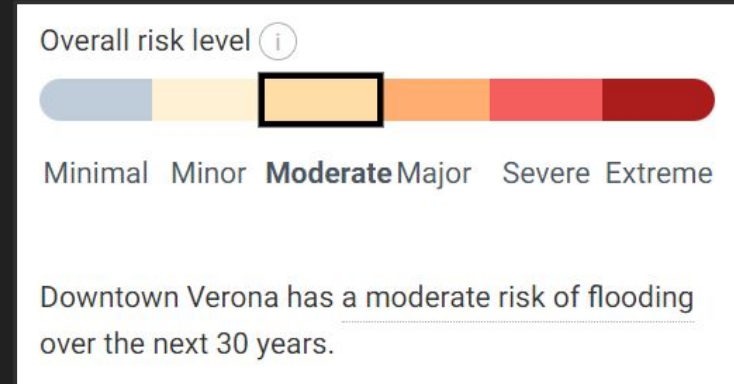 Overall risk level i
Minimal Minor Moderate Major Severe Extreme
Downtown Verona has a moderate risk of flooding
over the next 30 years.